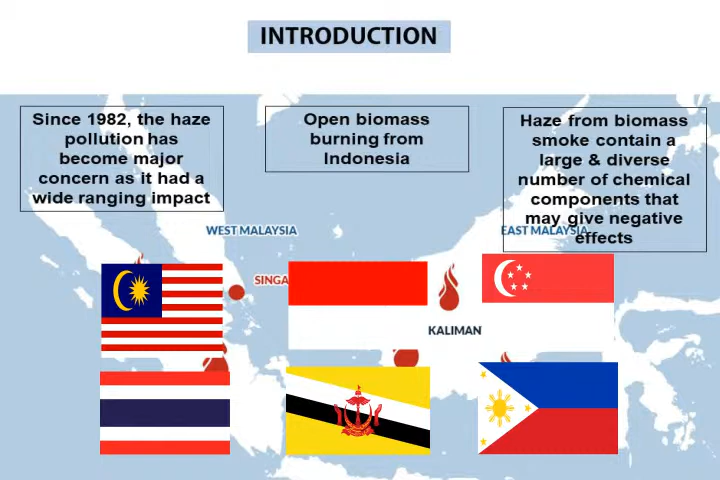 INTRODUCTION
Since 1982, the haze
pollution has
become major
concern as it had a
wide ranging impact
Open biomass
burning from
Indonesia
Haze from biomass
smoke contain a
large & diverse
number of chemical
components that
may give negative
effects
WEST MALAYSIA
EAST MALAYSIA
SINGA
KALIMAN